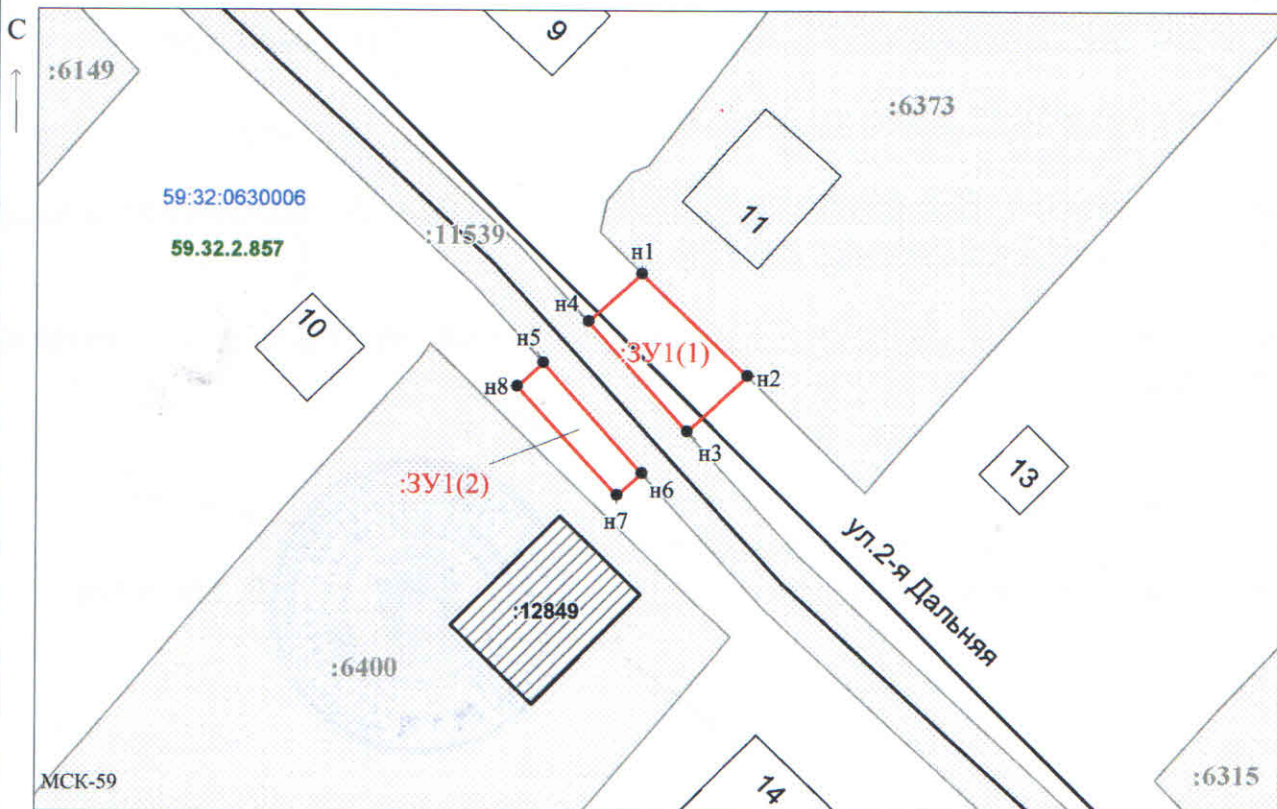 С
9
:6149
:6373
11
59:32:0630006
:11539
59.32.2.857
н1
н4
10
н5
:ЗУ1(1)
н2
н8
н3
13
:ЗУ1(2)
н6
н7
ул.2-я Дальняя
:12849
:6400
МСК-59
14
:6315